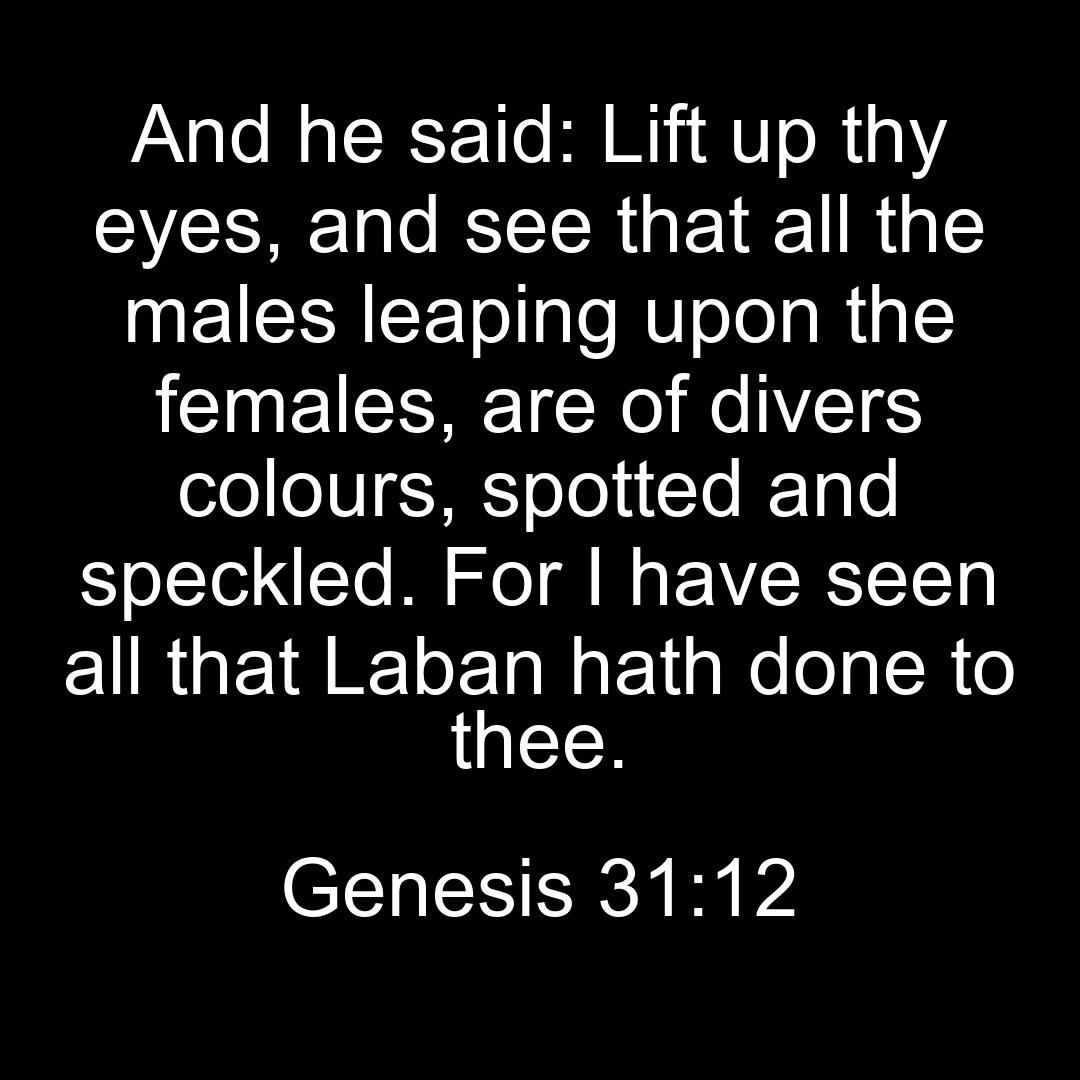 And he said: Lift up thy
eyes, and see that all the
males leaping upon the
females, are of divers
colours, spotted and
speckled. For I have seen
all that Laban hath done to
thee.
Genesis 31:12